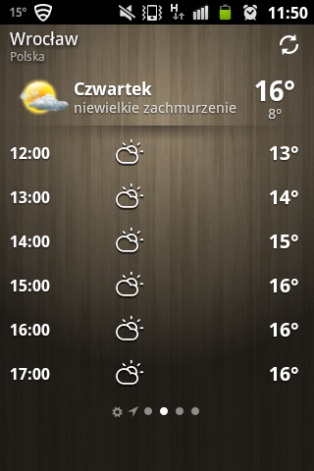 15° H 11:50
Wrocław
Polska
Czwartek 16°
niewielkie zachmurzenie 8°
12:00 13°
13:00 14°
14:00 15°
15:00 16°
16:00 16°
17:00 16°